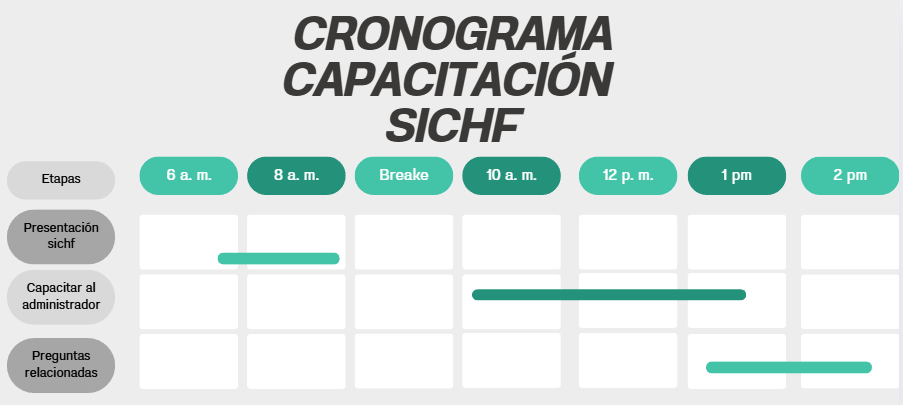 CRONOGRAMA
CAPACITACIÓN
SICHF
Etapas
6 a. m.
8 a. m.
Breake
10 a. m.
12 p. m.
1 pm
2 pm
Presentación
sichf
Capacitar al
administrador
Preguntas
relacionadas